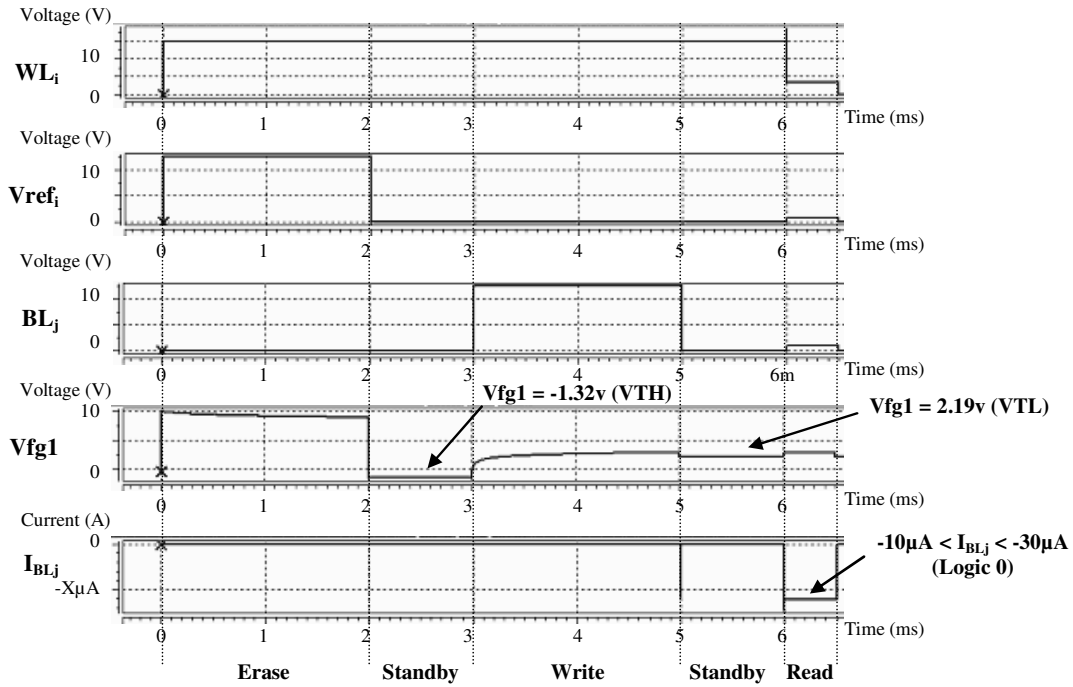 Voltage (V)
10
WLi
0
0 1 2 3 4 5 6 Time (ms)
Voltage (V)
10
Vrefi
0
0 1 2 3 4 5 6 Time (ms)
Voltage (V)
10
BLj
0
0 1 2 3 4 5 6m Time (ms)
Voltage (V)
Vfg1 = -1.32v (VTH)
Vfg1 = 2.19v (VTL)
10
Vfg1
0
0 1 2 3 4 5 6 Time (ms)
Current (A)
0
IBLj
-XµA
-10µA < IBLj < -30µA
(Logic 0)
0 1 2 3 4 5 6 Time (ms)
Erase Standby Write Standby Read